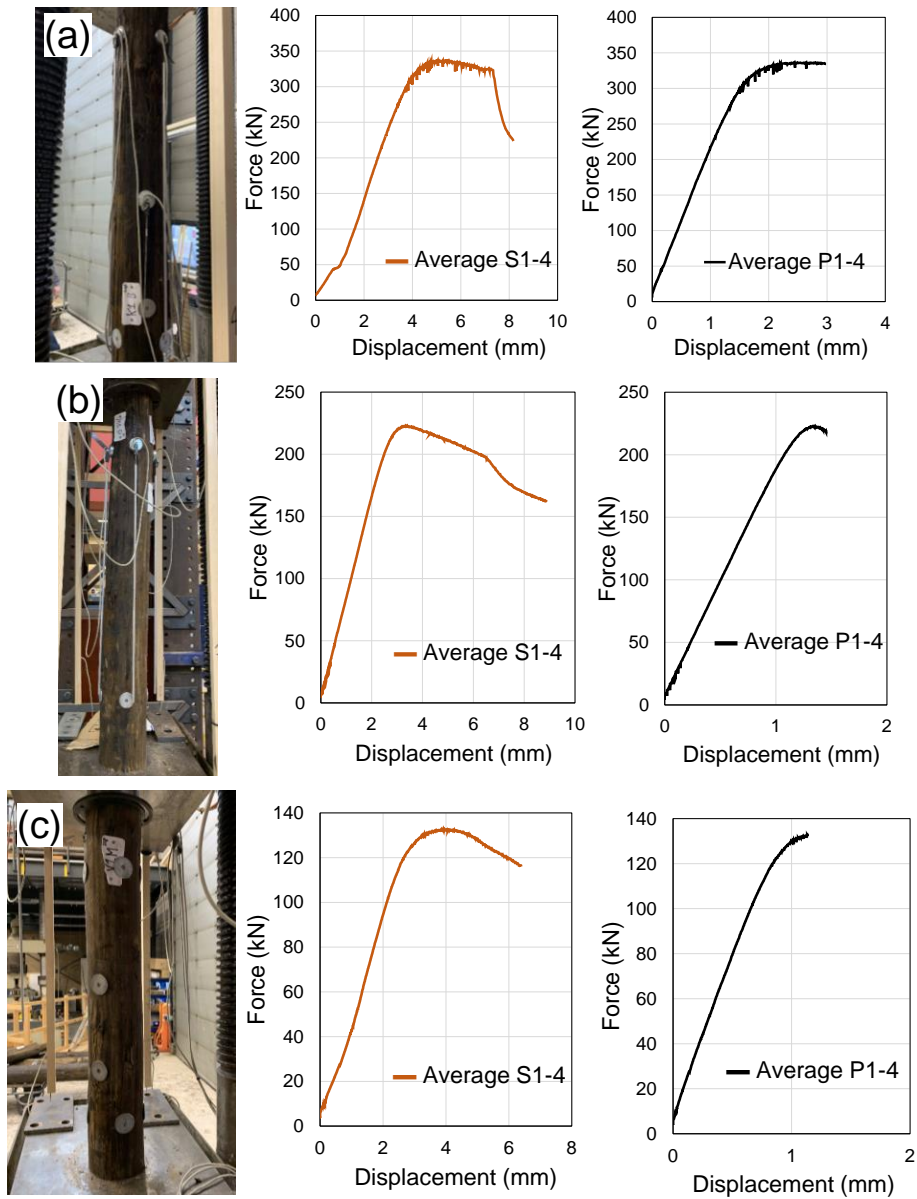 (a)
Force (kN)
400
350
300
250
200
150
100
50
0
Average S1-4
0 2 4 6 8 10
Displacement (mm)
Force (kN)
400
350
300
250
200
150
100
50
0
Average P1-4
0 1 2 3 4
Displacement (mm)
(b)
Force (kN)
250
200
150
100
50
0
Average S1-4
0 2 4 6 8 10
Displacement (mm)
Force (kN)
250
200
150
100
50
0
Average P1-4
0 1 2
Displacement (mm)
(c)
Force (kN)
140
120
100
80
60
40
20
0
Average S1-4
0 2 4 6 8
Displacement (mm)
Force (kN)
140
120
100
80
60
40
20
0
Average P1-4
0 1 2
Displacement (mm)